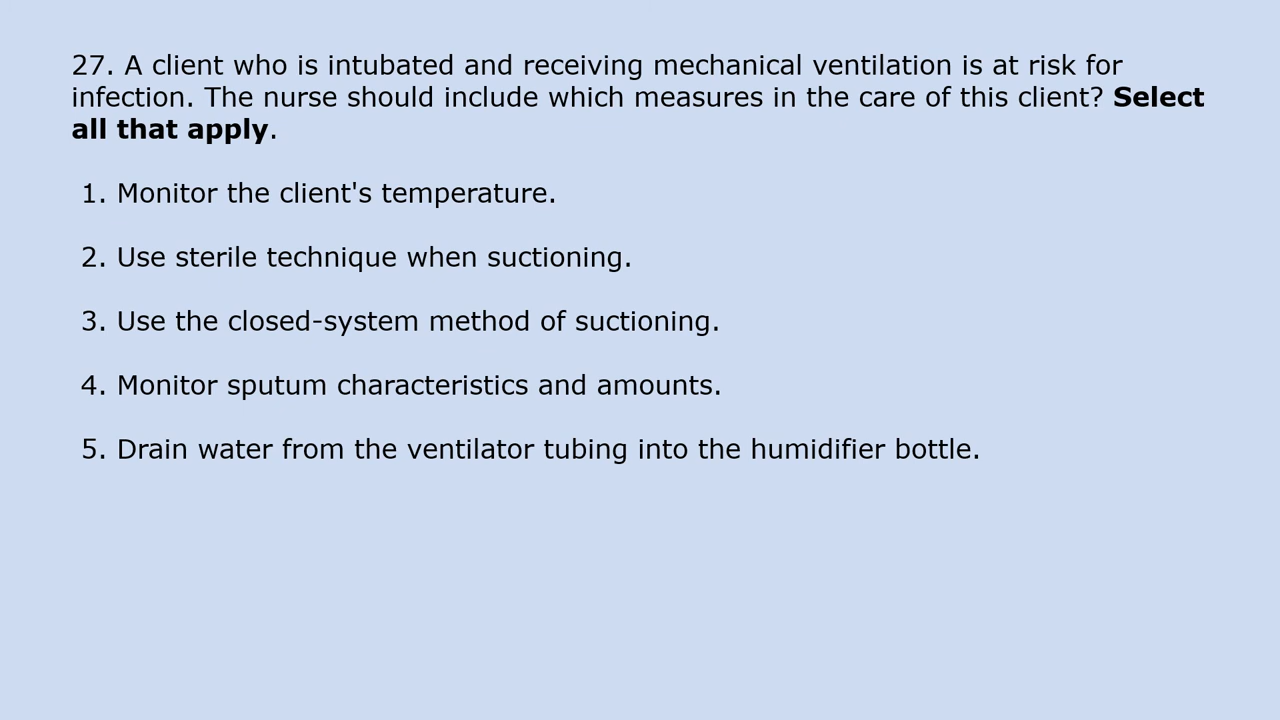 27. A client who is intubated and receiving mechanical ventilation is at risk for
infection. The nurse should include which measures in the care of this client? Select
all that apply.
1. Monitor the client's temperature.
2. Use sterile technique when suctioning.
3. Use the closed-system method of suctioning.
4. Monitor sputum characteristics and amounts.
5. Drain water from the ventilator tubing into the humidifier bottle.